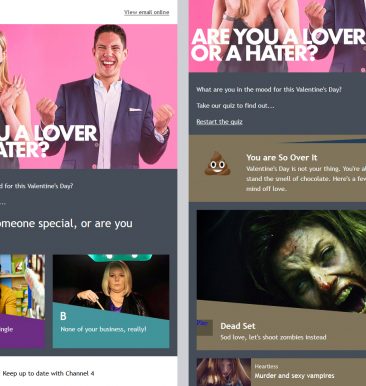 View email online
U A LOVER
ATER?
d for this Valentine's Day?
...
omeone special, or are you
ngle
B
None of your business, really!
Keep up to date with Channel 4
ARE YOU A LOVER
OR A HATER?
What are you in the mood for this Valentine's Day?
Take our quiz to find out...
Restart the quiz
You are So Over It
Valentine's Day is not your thing. You're al
stand the smell of chocolate. Here's a few
mind off love.
Play
Dead Set
Sod love, let's shoot zombies instead
Heartless
Murder and sexy vampires